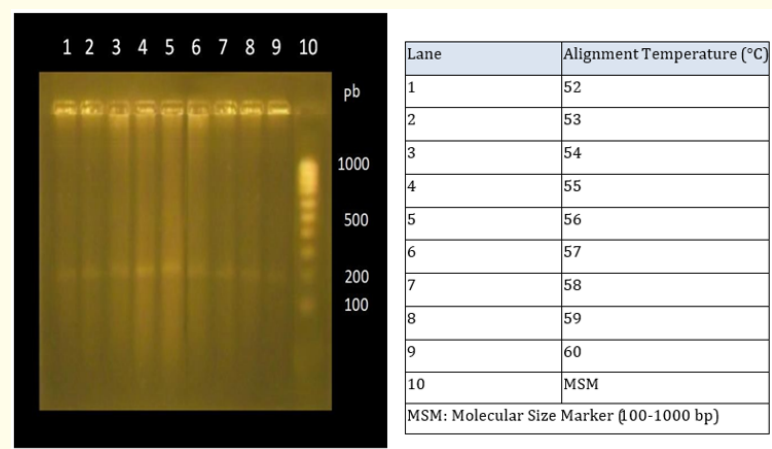 1 2 3 4 5 6 7 8 9 10
pb
1000
500
200
100
Lane Alignment Temperature (°C)
1 52
2 53
3 54
4 55
5 56
6 57
7 58
8 59
9 60
10 MSM
MSM: Molecular Size Marker (100-1000 bp)